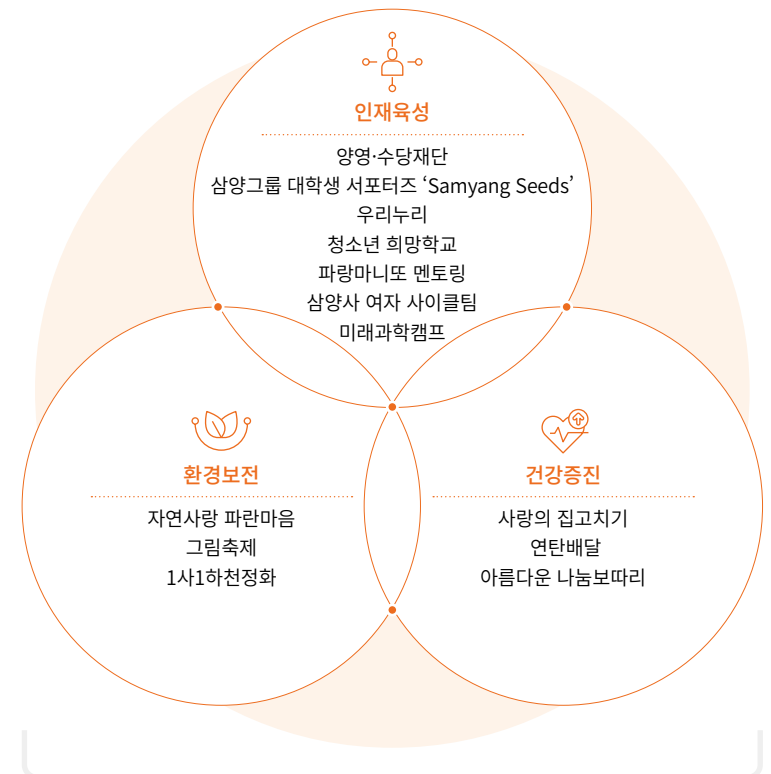 인재육성
양영·수당재단
삼양그룹 대학생 서포터즈 ‘Samyang Seeds’
우리누리
청소년 희망학교
파랑마니또 멘토링
삼양사 여자 사이클팀
미래과학캠프
환경보전
자연사랑 파란마음
그림축제
1사1하천정화
건강증진
사랑의 집고치기
연탄배달
아름다운 나눔보따리